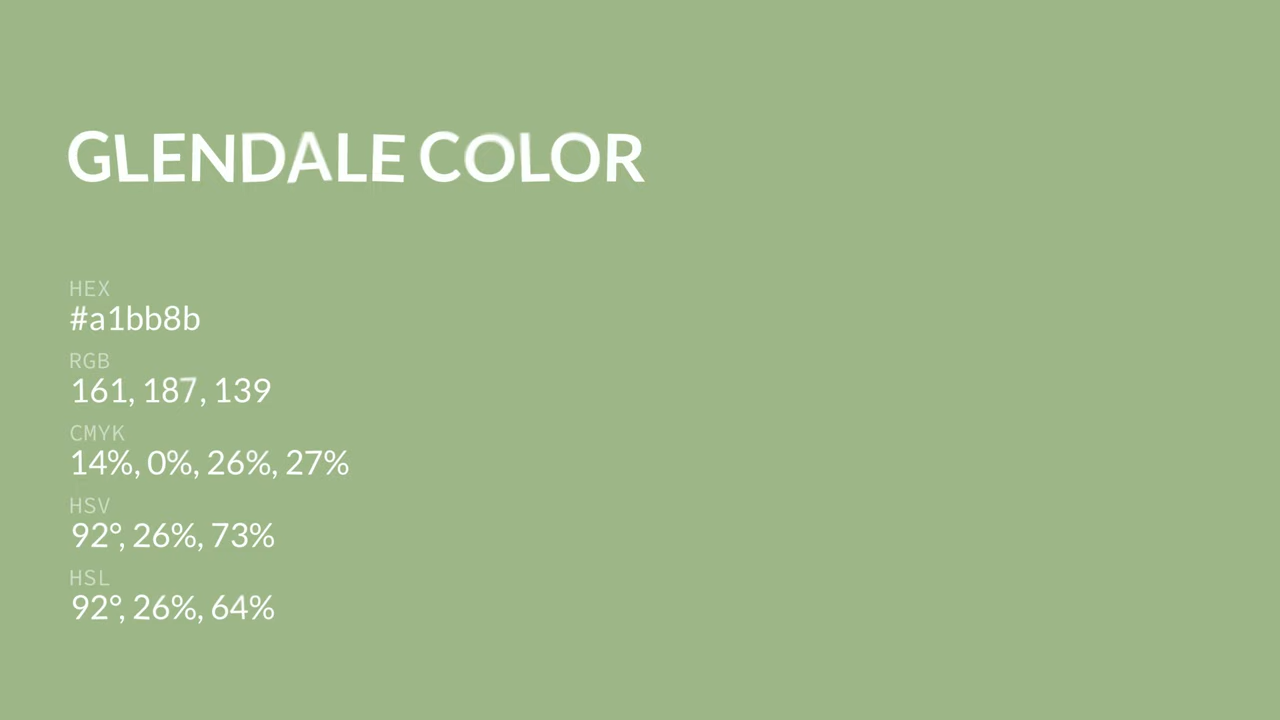 GLENDALE COLOR
HEX
#a1bb8b
RGB
161, 187, 139
CMYK
14%, 0%, 26%, 27%
HSV
92°, 26%, 73%
HSL
92°, 26%, 64%